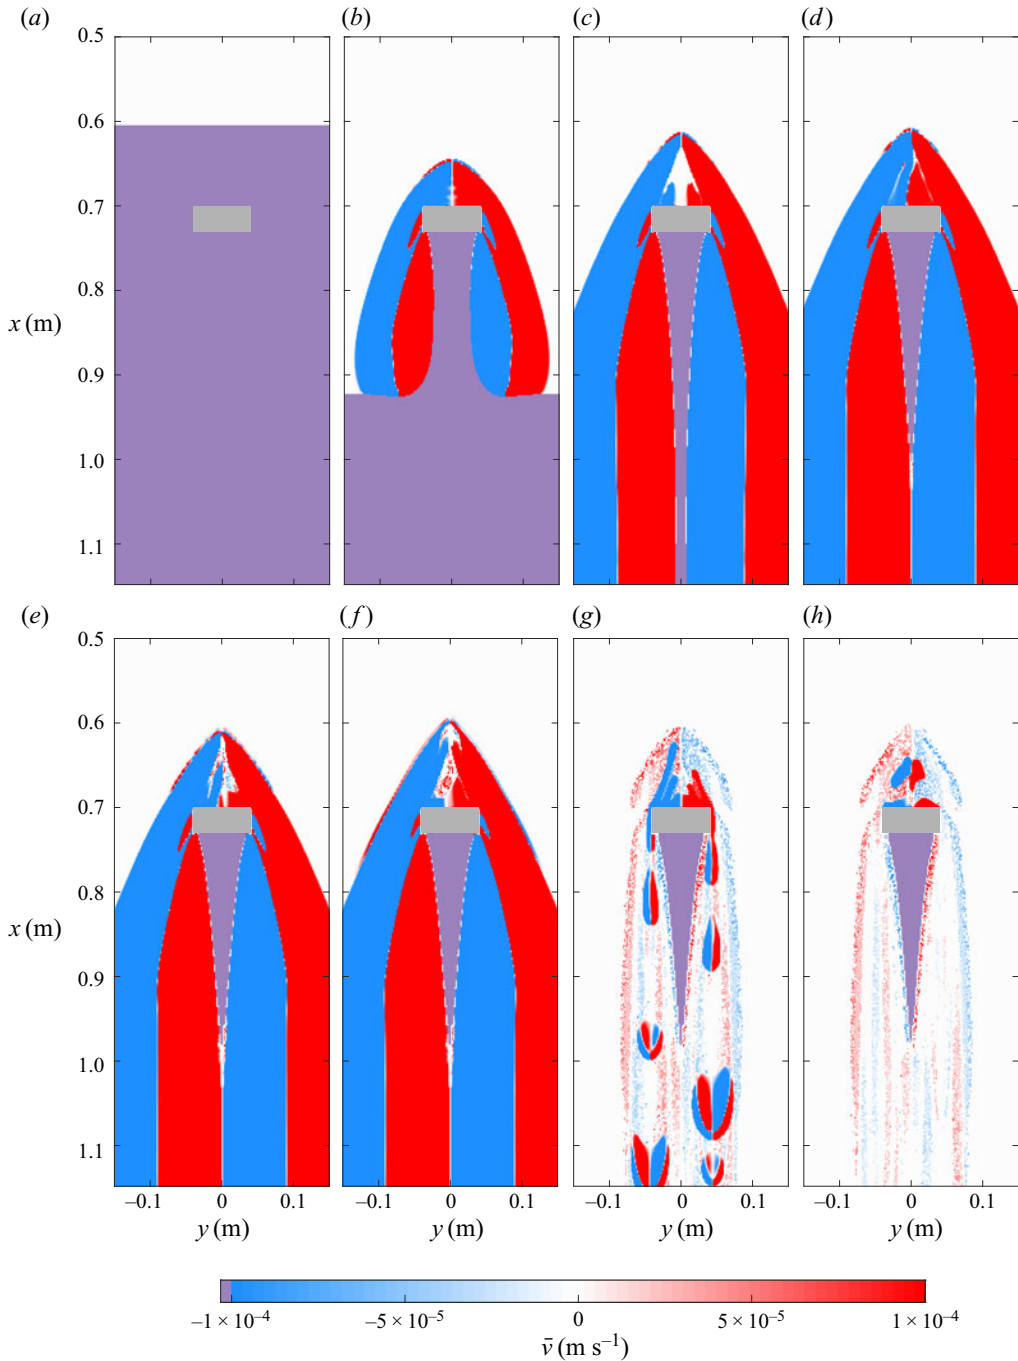 (a) (b) (c) (d)
0.5
0.6
0.7
0.8
x (m)
0.9
1.0
1.1
(e) (f) (g) (h)
0.5
0.6
0.7
0.8
x (m)
0.9
1.0
1.1
–0.1 0 0.1 –0.1 0 0.1 –0.1 0 0.1 –0.1 0 0.1
y (m) y (m) y (m) y (m)
–1 × 10⁻⁴ –5 × 10⁻⁵ 0 5 × 10⁻⁵ 1 × 10⁻⁴
v̄ (m s⁻¹)